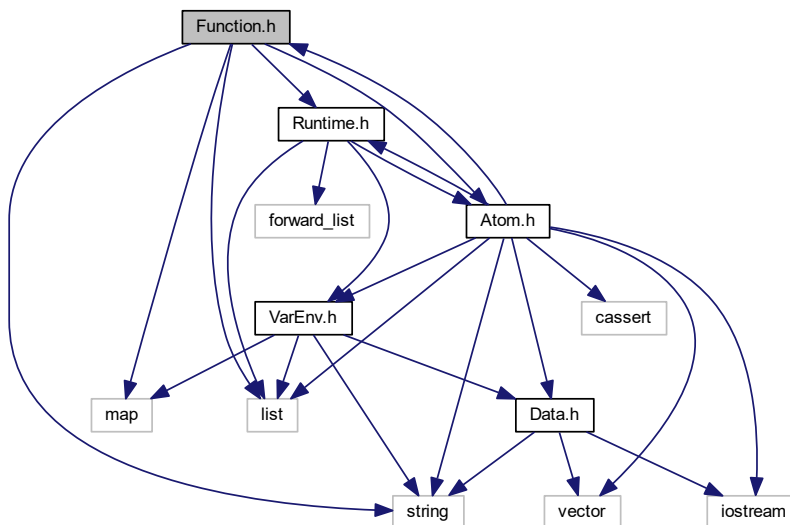 Function.h
Runtime.h
forward_list
Atom.h
VarEnv.h
cassert
map
list
Data.h
string
vector
iostream